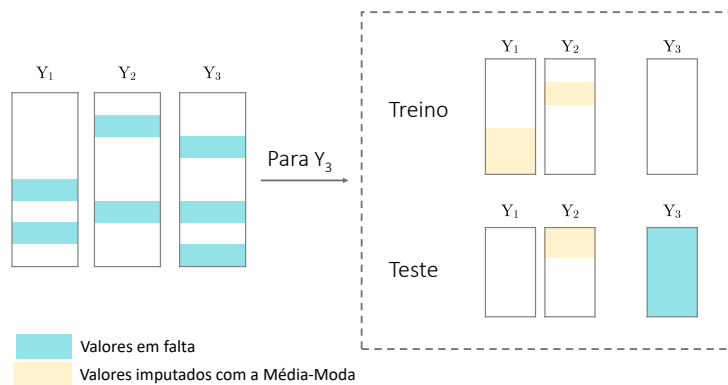 Y₁ Y₂ Y₃
Para Y₃
Y₁ Y₂ Y₃
Treino
Y₁ Y₂ Y₃
Teste
Valores em falta
Valores imputados com a Média-Moda